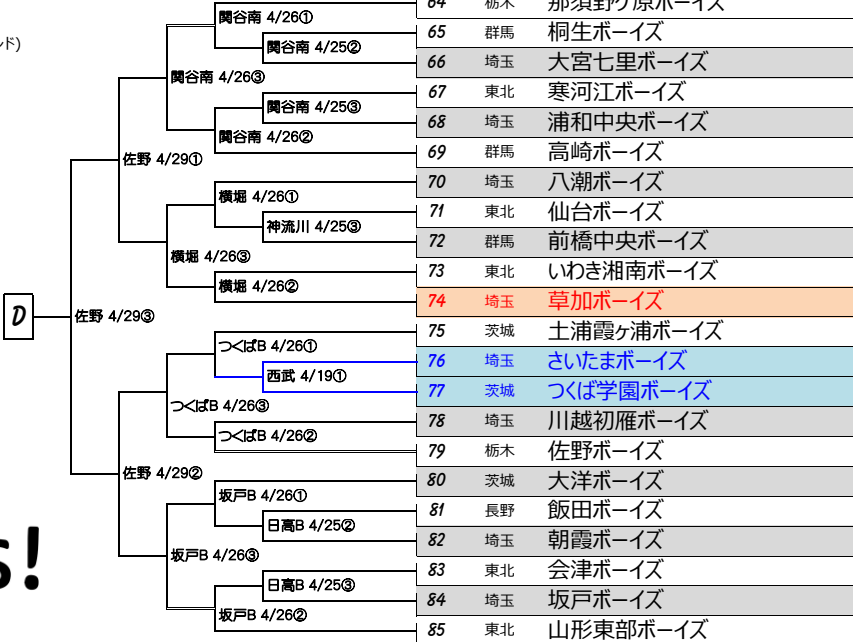 64 栃木 那須野ケ原ボーイズ
関谷南 4/26①
65 群馬 桐生ボーイズ
ンド)
関谷南 4/25②
66 埼玉 大宮七里ボーイズ
関谷南 4/26③
67 東北 寒河江ボーイズ
関谷南 4/25③
68 埼玉 浦和中央ボーイズ
関谷南 4/26②
69 群馬 高崎ボーイズ
佐野 4/29①
70 埼玉 八潮ボーイズ
横堀 4/26①
71 東北 仙台ボーイズ
神流川 4/25③
72 群馬 前橋中央ボーイズ
横堀 4/26③
73 東北 いわき湘南ボーイズ
横堀 4/26②
74 埼玉 草加ボーイズ
D
佐野 4/29③
75 茨城 土浦霞ヶ浦ボーイズ
つくばB 4/26①
76 埼玉 さいたまボーイズ
西武 4/19①
77 茨城 つくば学園ボーイズ
つくばB 4/26③
78 埼玉 川越初雁ボーイズ
つくばB 4/26②
79 栃木 佐野ボーイズ
佐野 4/29②
80 茨城 大洋ボーイズ
坂戸B 4/26①
81 長野 飯田ボーイズ
日高B 4/25②
82 埼玉 朝霞ボーイズ
坂戸B 4/26③
s!
83 東北 会津ボーイズ
日高B 4/25③
84 埼玉 坂戸ボーイズ
坂戸B 4/26②
85 東北 山形東部ボーイズ